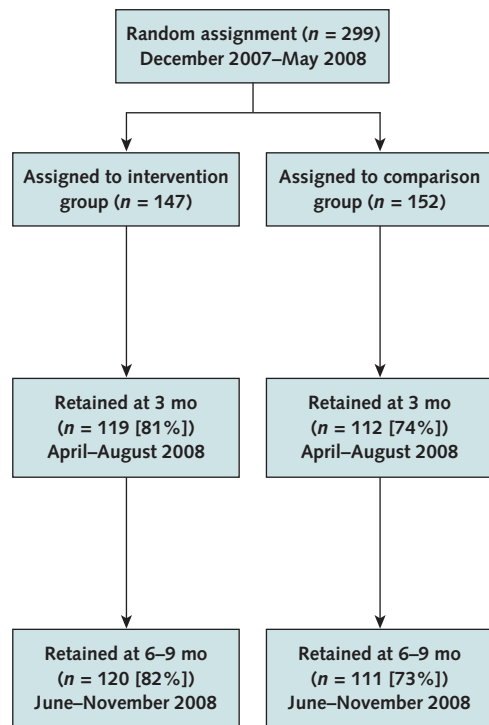 Random assignment (n = 299)
December 2007–May 2008
Assigned to intervention
group (n = 147)
Assigned to comparison
group (n = 152)
Retained at 3 mo
(n = 119 [81%])
April–August 2008
Retained at 3 mo
(n = 112 [74%])
April–August 2008
Retained at 6–9 mo
(n = 120 [82%])
June–November 2008
Retained at 6–9 mo
(n = 111 [73%])
June–November 2008